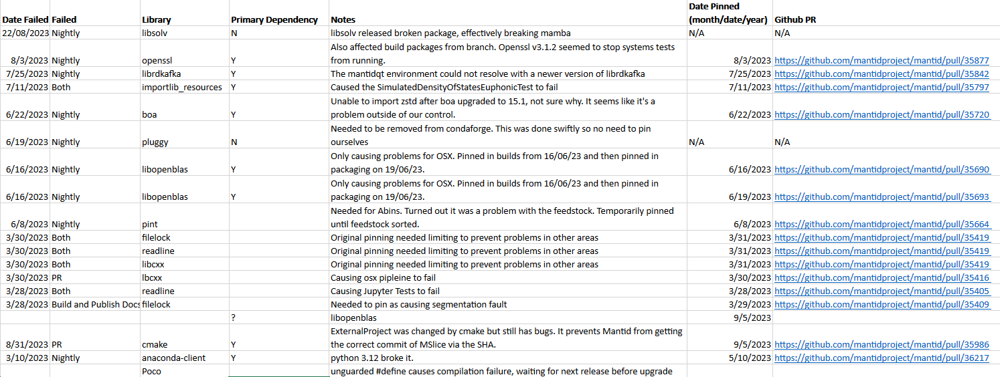 Date Failed Failed Library Primary Dependency Notes Date Pinned (month/date/year) Github PR
22/08/2023 Nightly libsolv N libsolv released broken package, effectively breaking mamba N/A N/A
Also affected build packages from branch. Openssl v3.1.2 seemed to stop systems tests
8/3/2023 Nightly openssl Y from running. 8/3/2023 https://github.com/mantidproject/mantid/pull/35877
7/25/2023 Nightly librdkafka Y The mantidqt environment could not resolve with a newer version of librdkafka 7/25/2023 https://github.com/mantidproject/mantid/pull/35842
7/11/2023 Both importlib_resources Y Caused the SimulatedDensityOfStatesEuphonicTest to fail 7/11/2023 https://github.com/mantidproject/mantid/pull/35797
Unable to import zstd after boa upgraded to 15.1, not sure why. It seems like it's a
6/22/2023 Nightly boa Y problem outside of our control. 6/22/2023 https://github.com/mantidproject/mantid/pull/35720
Needed to be removed from condaforge. This was done swiftly so no need to pin
6/19/2023 Nightly pluggy N ourselves N/A N/A
Only causing problems for OSX. Pinned in builds from 16/06/23 and then pinned in
6/16/2023 Nightly libopenblas Y packaging on 19/06/23. 6/16/2023 https://github.com/mantidproject/mantid/pull/35690
Only causing problems for OSX. Pinned in builds from 16/06/23 and then pinned in
6/16/2023 Nightly libopenblas Y packaging on 19/06/23. 6/19/2023 https://github.com/mantidproject/mantid/pull/35693
Needed for Abins. Turned out it was a problem with the feedstock. Temporarily pinned
6/8/2023 Nightly pint until feedstock sorted. 6/8/2023 https://github.com/mantidproject/mantid/pull/35664
3/30/2023 Both filelock Original pinning needed limiting to prevent problems in other areas 3/31/2023 https://github.com/mantidproject/mantid/pull/35419
3/30/2023 Both readline Original pinning needed limiting to prevent problems in other areas 3/31/2023 https://github.com/mantidproject/mantid/pull/35419
3/30/2023 Both libcxx Original pinning needed limiting to prevent problems in other areas 3/31/2023 https://github.com/mantidproject/mantid/pull/35419
3/30/2023 PR lbcxx Causing osx pipleine to fail 3/30/2023 https://github.com/mantidproject/mantid/pull/35416
3/28/2023 Both readline Causing Jupyter Tests to fail 3/28/2023 https://github.com/mantidproject/mantid/pull/35405
3/28/2023 Build and Publish Docs filelock Needed to pin as causing segmentation fault 3/29/2023 https://github.com/mantidproject/mantid/pull/35409
? libopenblas 9/5/2023
ExternalProject was changed by cmake but still has bugs. It prevents Mantid from getting
8/31/2023 PR cmake Y the correct commit of MSlice via the SHA. 9/5/2023 https://github.com/mantidproject/mantid/pull/35986
3/10/2023 Nightly anaconda-client Y python 3.12 broke it. 5/10/2023 https://github.com/mantidproject/mantid/pull/36217
Poco unguarded #define causes compilation failure, waiting for next release before upgrade